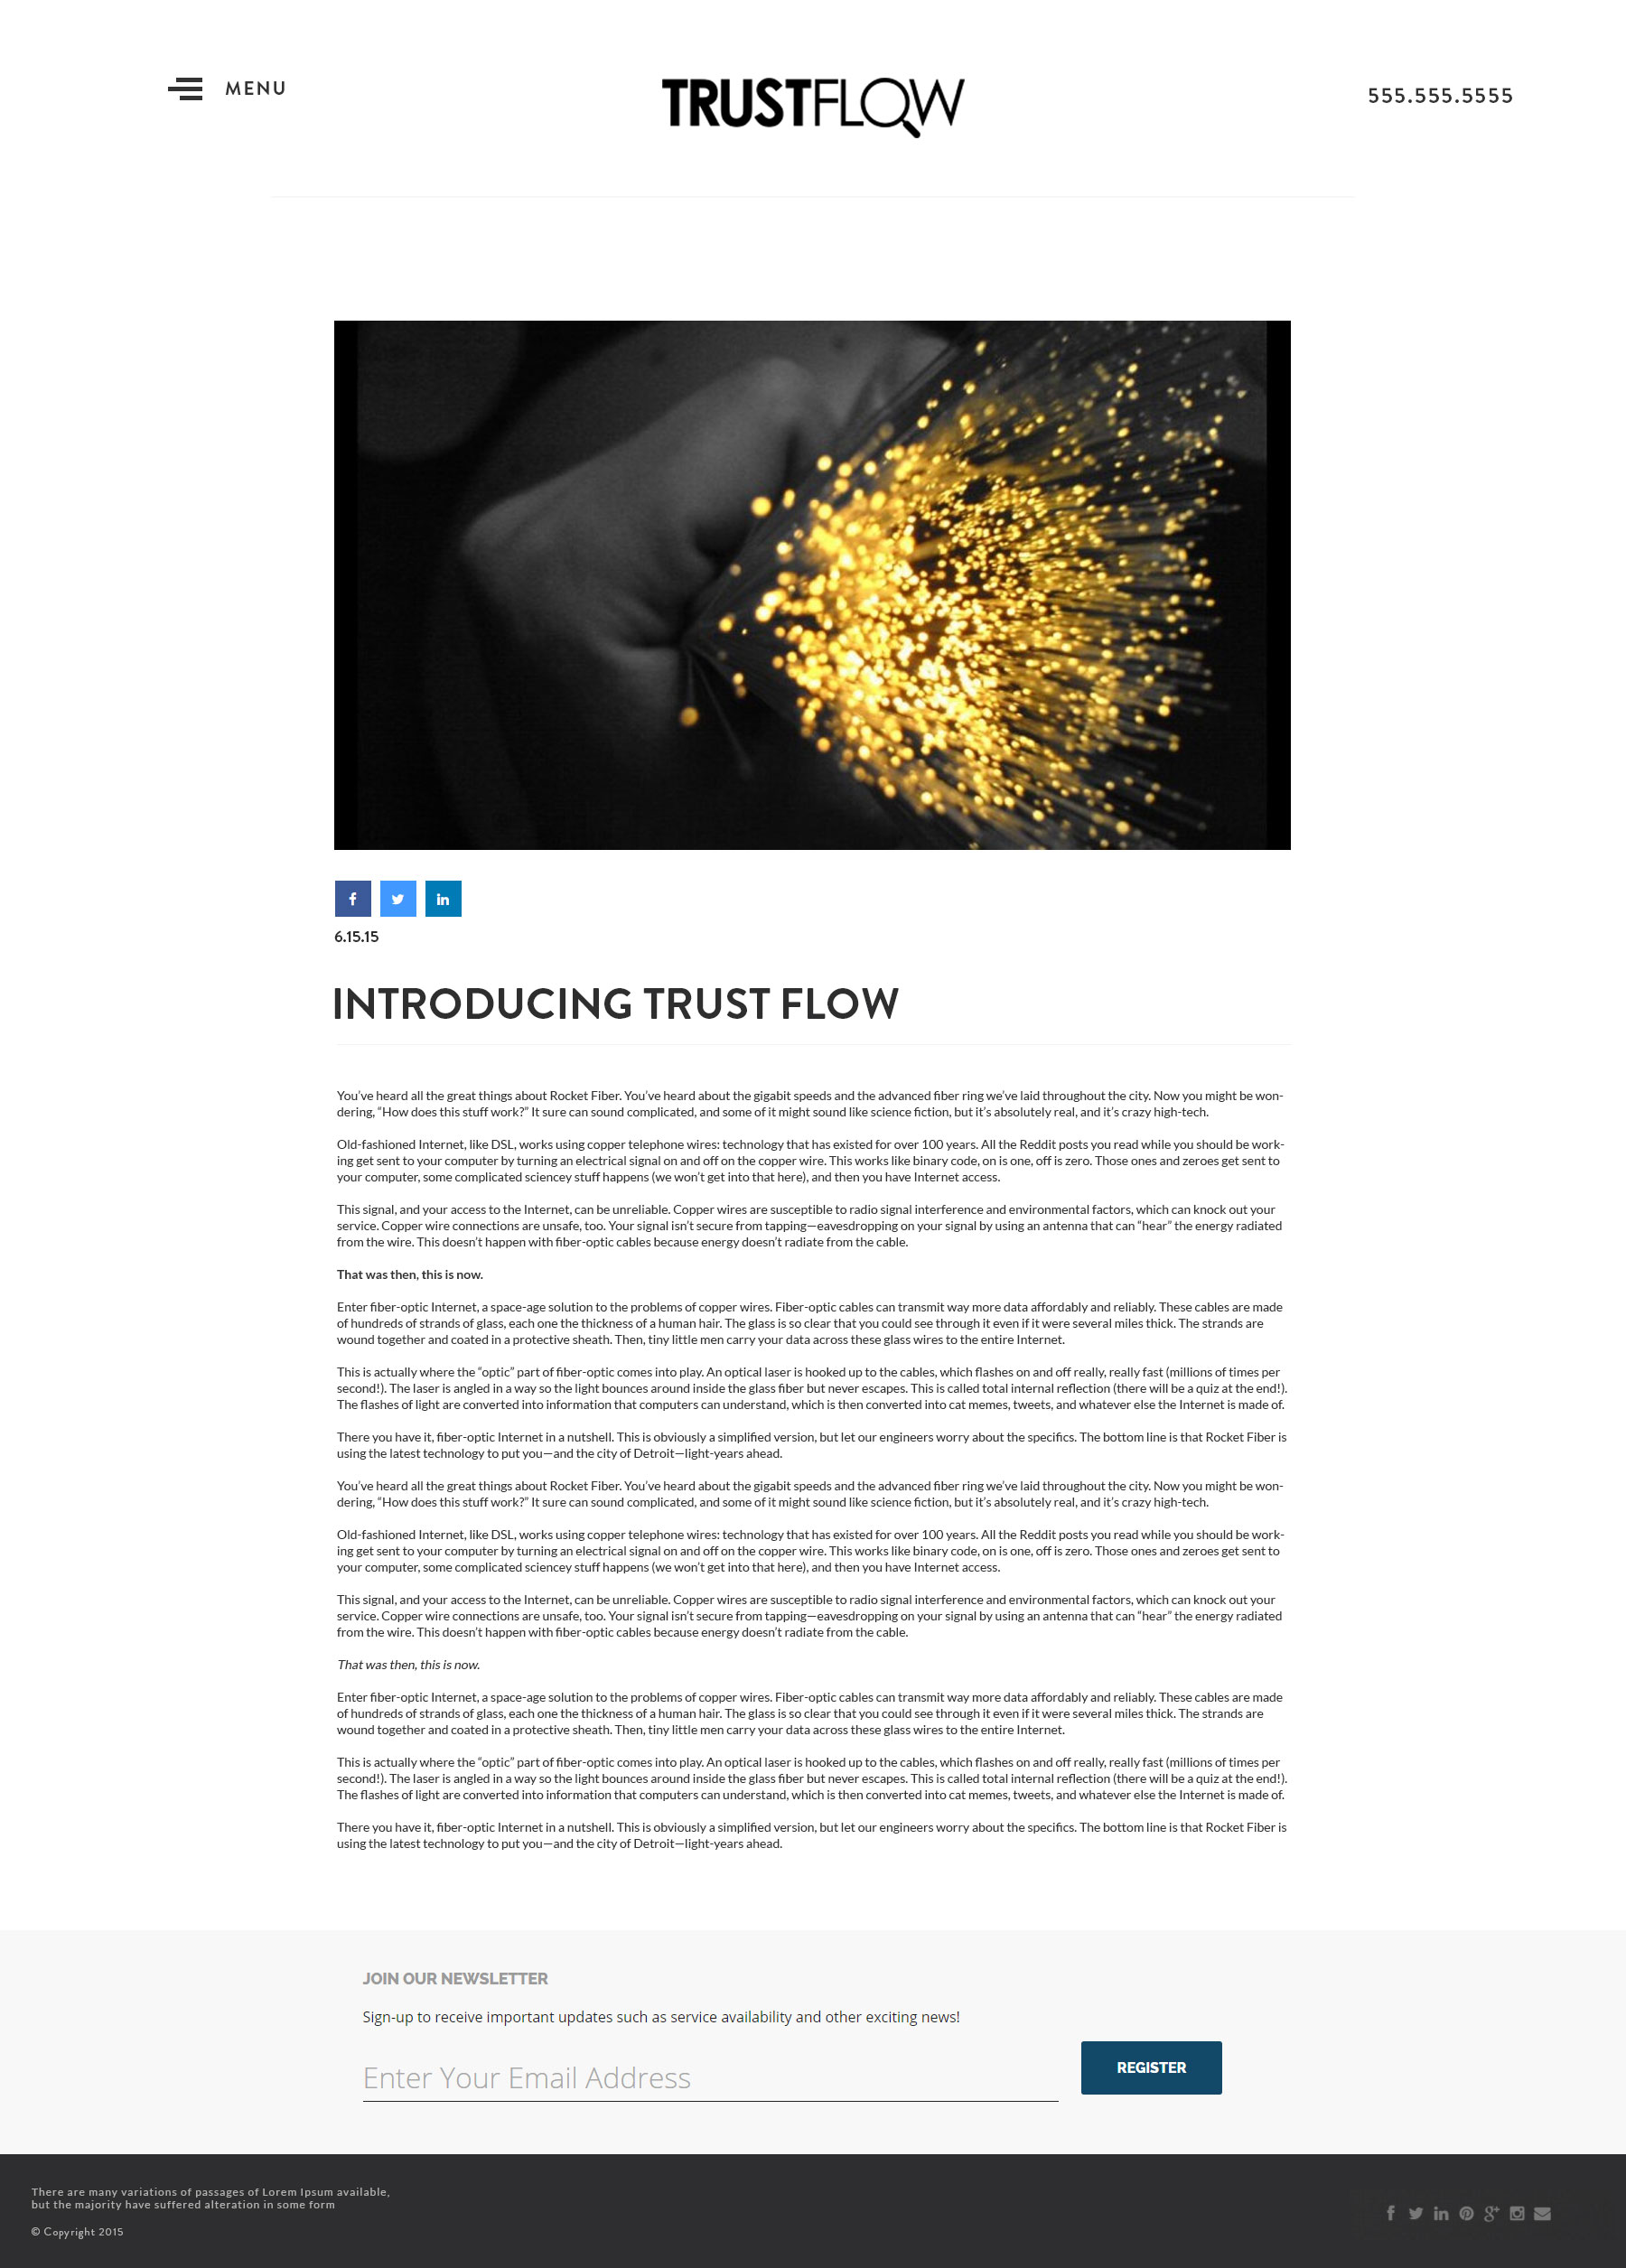 MENU
TRUSTFLOW
555.555.5555
6.15.15
INTRODUCING TRUST FLOW
You’ve heard all the great things about Rocket Fiber. You’ve heard about the gigabit speeds and the advanced fiber ring we’ve laid throughout the city. Now you might be won-
dering, “How does this stuff work?” It sure can sound complicated, and some of it might sound like science fiction, but it’s absolutely real, and it’s crazy high-tech.
Old-fashioned Internet, like DSL, works using copper telephone wires: technology that has existed for over 100 years. All the Reddit posts you read while you should be work-
ing get sent to your computer by turning an electrical signal on and off on the copper wire. This works like binary code, on is one, off is zero. Those ones and zeroes get sent to
your computer, some complicated sciencey stuff happens (we won’t get into that here), and then you have Internet access.
This signal, and your access to the Internet, can be unreliable. Copper wires are susceptible to radio signal interference and environmental factors, which can knock out your
service. Copper wire connections are unsafe, too. Your signal isn’t secure from tapping—eavesdropping on your signal by using an antenna that can “hear” the energy radiated
from the wire. This doesn’t happen with fiber-optic cables because energy doesn’t radiate from the cable.
That was then, this is now.
Enter fiber-optic Internet, a space-age solution to the problems of copper wires. Fiber-optic cables can transmit way more data affordably and reliably. These cables are made
of hundreds of strands of glass, each one the thickness of a human hair. The glass is so clear that you could see through it even if it were several miles thick. The strands are
wound together and coated in a protective sheath. Then, tiny little men carry your data across these glass wires to the entire Internet.
This is actually where the “optic” part of fiber-optic comes into play. An optical laser is hooked up to the cables, which flashes on and off really, really fast (millions of times per
second!). The laser is angled in a way so the light bounces around inside the glass fiber but never escapes. This is called total internal reflection (there will be a quiz at the end!).
The flashes of light are converted into information that computers can understand, which is then converted into cat memes, tweets, and whatever else the Internet is made of.
There you have it, fiber-optic Internet in a nutshell. This is obviously a simplified version, but let our engineers worry about the specifics. The bottom line is that Rocket Fiber is
using the latest technology to put you—and the city of Detroit—light-years ahead.
You’ve heard all the great things about Rocket Fiber. You’ve heard about the gigabit speeds and the advanced fiber ring we’ve laid throughout the city. Now you might be won-
dering, “How does this stuff work?” It sure can sound complicated, and some of it might sound like science fiction, but it’s absolutely real, and it’s crazy high-tech.
Old-fashioned Internet, like DSL, works using copper telephone wires: technology that has existed for over 100 years. All the Reddit posts you read while you should be work-
ing get sent to your computer by turning an electrical signal on and off on the copper wire. This works like binary code, on is one, off is zero. Those ones and zeroes get sent to
your computer, some complicated sciencey stuff happens (we won’t get into that here), and then you have Internet access.
This signal, and your access to the Internet, can be unreliable. Copper wires are susceptible to radio signal interference and environmental factors, which can knock out your
service. Copper wire connections are unsafe, too. Your signal isn’t secure from tapping—eavesdropping on your signal by using an antenna that can “hear” the energy radiated
from the wire. This doesn’t happen with fiber-optic cables because energy doesn’t radiate from the cable.
That was then, this is now.
Enter fiber-optic Internet, a space-age solution to the problems of copper wires. Fiber-optic cables can transmit way more data affordably and reliably. These cables are made
of hundreds of strands of glass, each one the thickness of a human hair. The glass is so clear that you could see through it even if it were several miles thick. The strands are
wound together and coated in a protective sheath. Then, tiny little men carry your data across these glass wires to the entire Internet.
This is actually where the “optic” part of fiber-optic comes into play. An optical laser is hooked up to the cables, which flashes on and off really, really fast (millions of times per
second!). The laser is angled in a way so the light bounces around inside the glass fiber but never escapes. This is called total internal reflection (there will be a quiz at the end!).
The flashes of light are converted into information that computers can understand, which is then converted into cat memes, tweets, and whatever else the Internet is made of.
There you have it, fiber-optic Internet in a nutshell. This is obviously a simplified version, but let our engineers worry about the specifics. The bottom line is that Rocket Fiber is
using the latest technology to put you—and the city of Detroit—light-years ahead.
JOIN OUR NEWSLETTER
Sign-up to receive important updates such as service availability and other exciting news!
Enter Your Email Address
REGISTER
There are many variations of passages of Lorem Ipsum available,
but the majority have suffered alteration in some form
© Copyright 2015